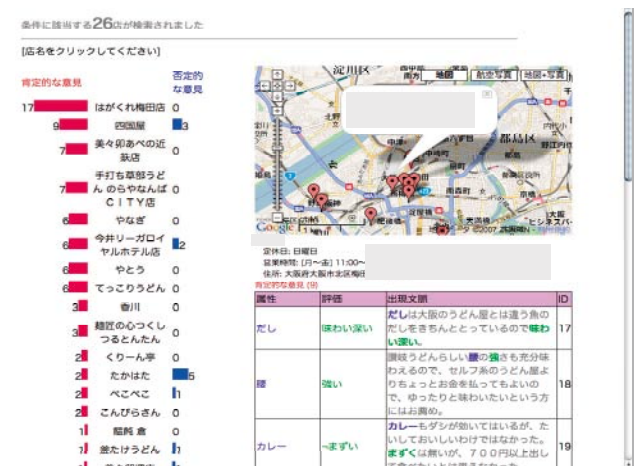 条件に該当する26店が検索されました
[店名をクリックしてください]
肯定的な意見
否定的
な意見
17 はがくれ梅田店 0
9 四国屋 3
7 美々卯あべの近
鉄店 0
7 手打ち草部うど
ん のらやなんば
CITY店 0
6 やなぎ 0
6 今井リーガロイ
ヤルホテル店 2
6 やとう 0
6 てっこりうどん 0
3 香川 0
3 麺匠の心つくし
つるとんたん 0
2 くりーん亭 0
2 たかはた 5
2 ぺこぺこ 1
2 こんぴらさん 0
1 倉 0
1 釜たけうどん 1
淀川区
地図
航空写真
地図+写真
都島区
中津
淀屋橋
南森町
天満橋
京橋
Google
©2007
定休日: 日曜日
営業時間: [月~金] 11:00~
住所: 大阪府大阪市北区梅田
肯定的な意見 (9)
属性 評価 出現文脈 ID
だし 味わい深い だしは大阪のうどん屋とは違う魚の
だしをきちんととっているので味わ
い深い。 17
腰 強い 讃岐うどんらしい腰の強さも充分味
わえるので、セルフ系のうどん屋よ
りちょっとお金を払ってもよいの
で、ゆったりと味わいたいという方
にはお薦め。 18
カレー ¬まずい カレーもダシが効いてはいるが、た
いしておいしいわけではなかった。
まずくは無いが、700円以上出し 19